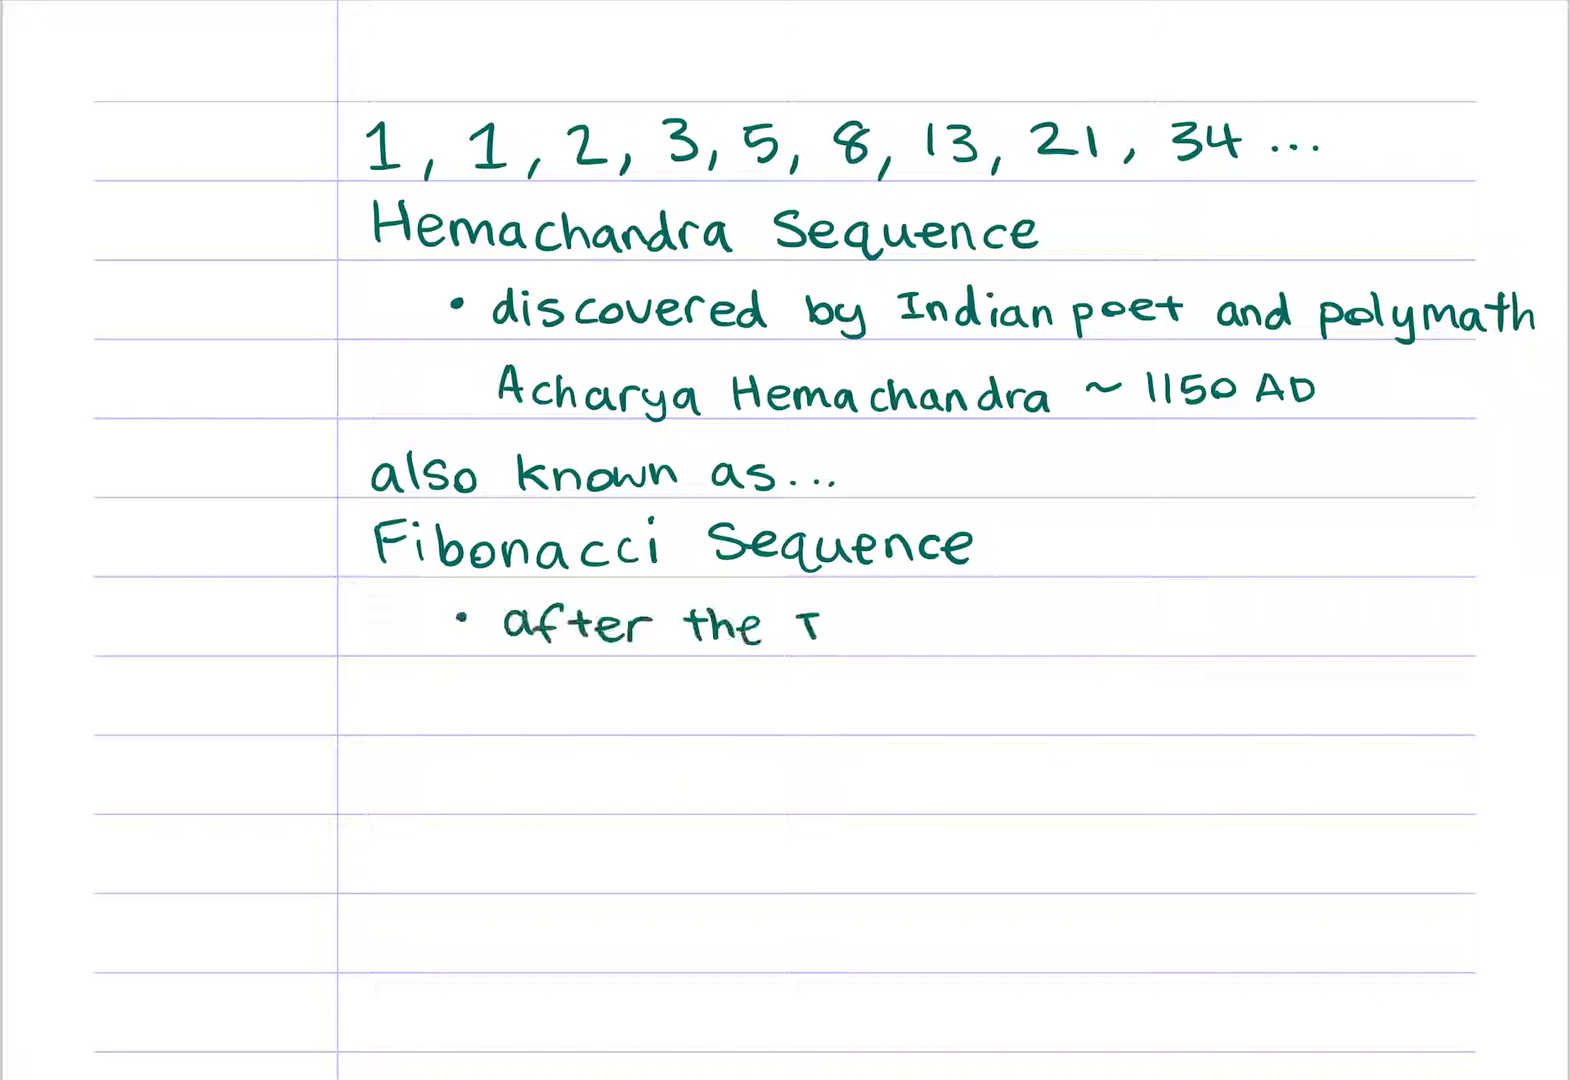 1, 1, 2, 3, 5, 8, 13, 21, 34 ...
Hemachandra Sequence
• discovered by Indian poet and polymath
Acharya Hemachandra ~ 1150 AD
also known as...
Fibonacci Sequence
• after the T